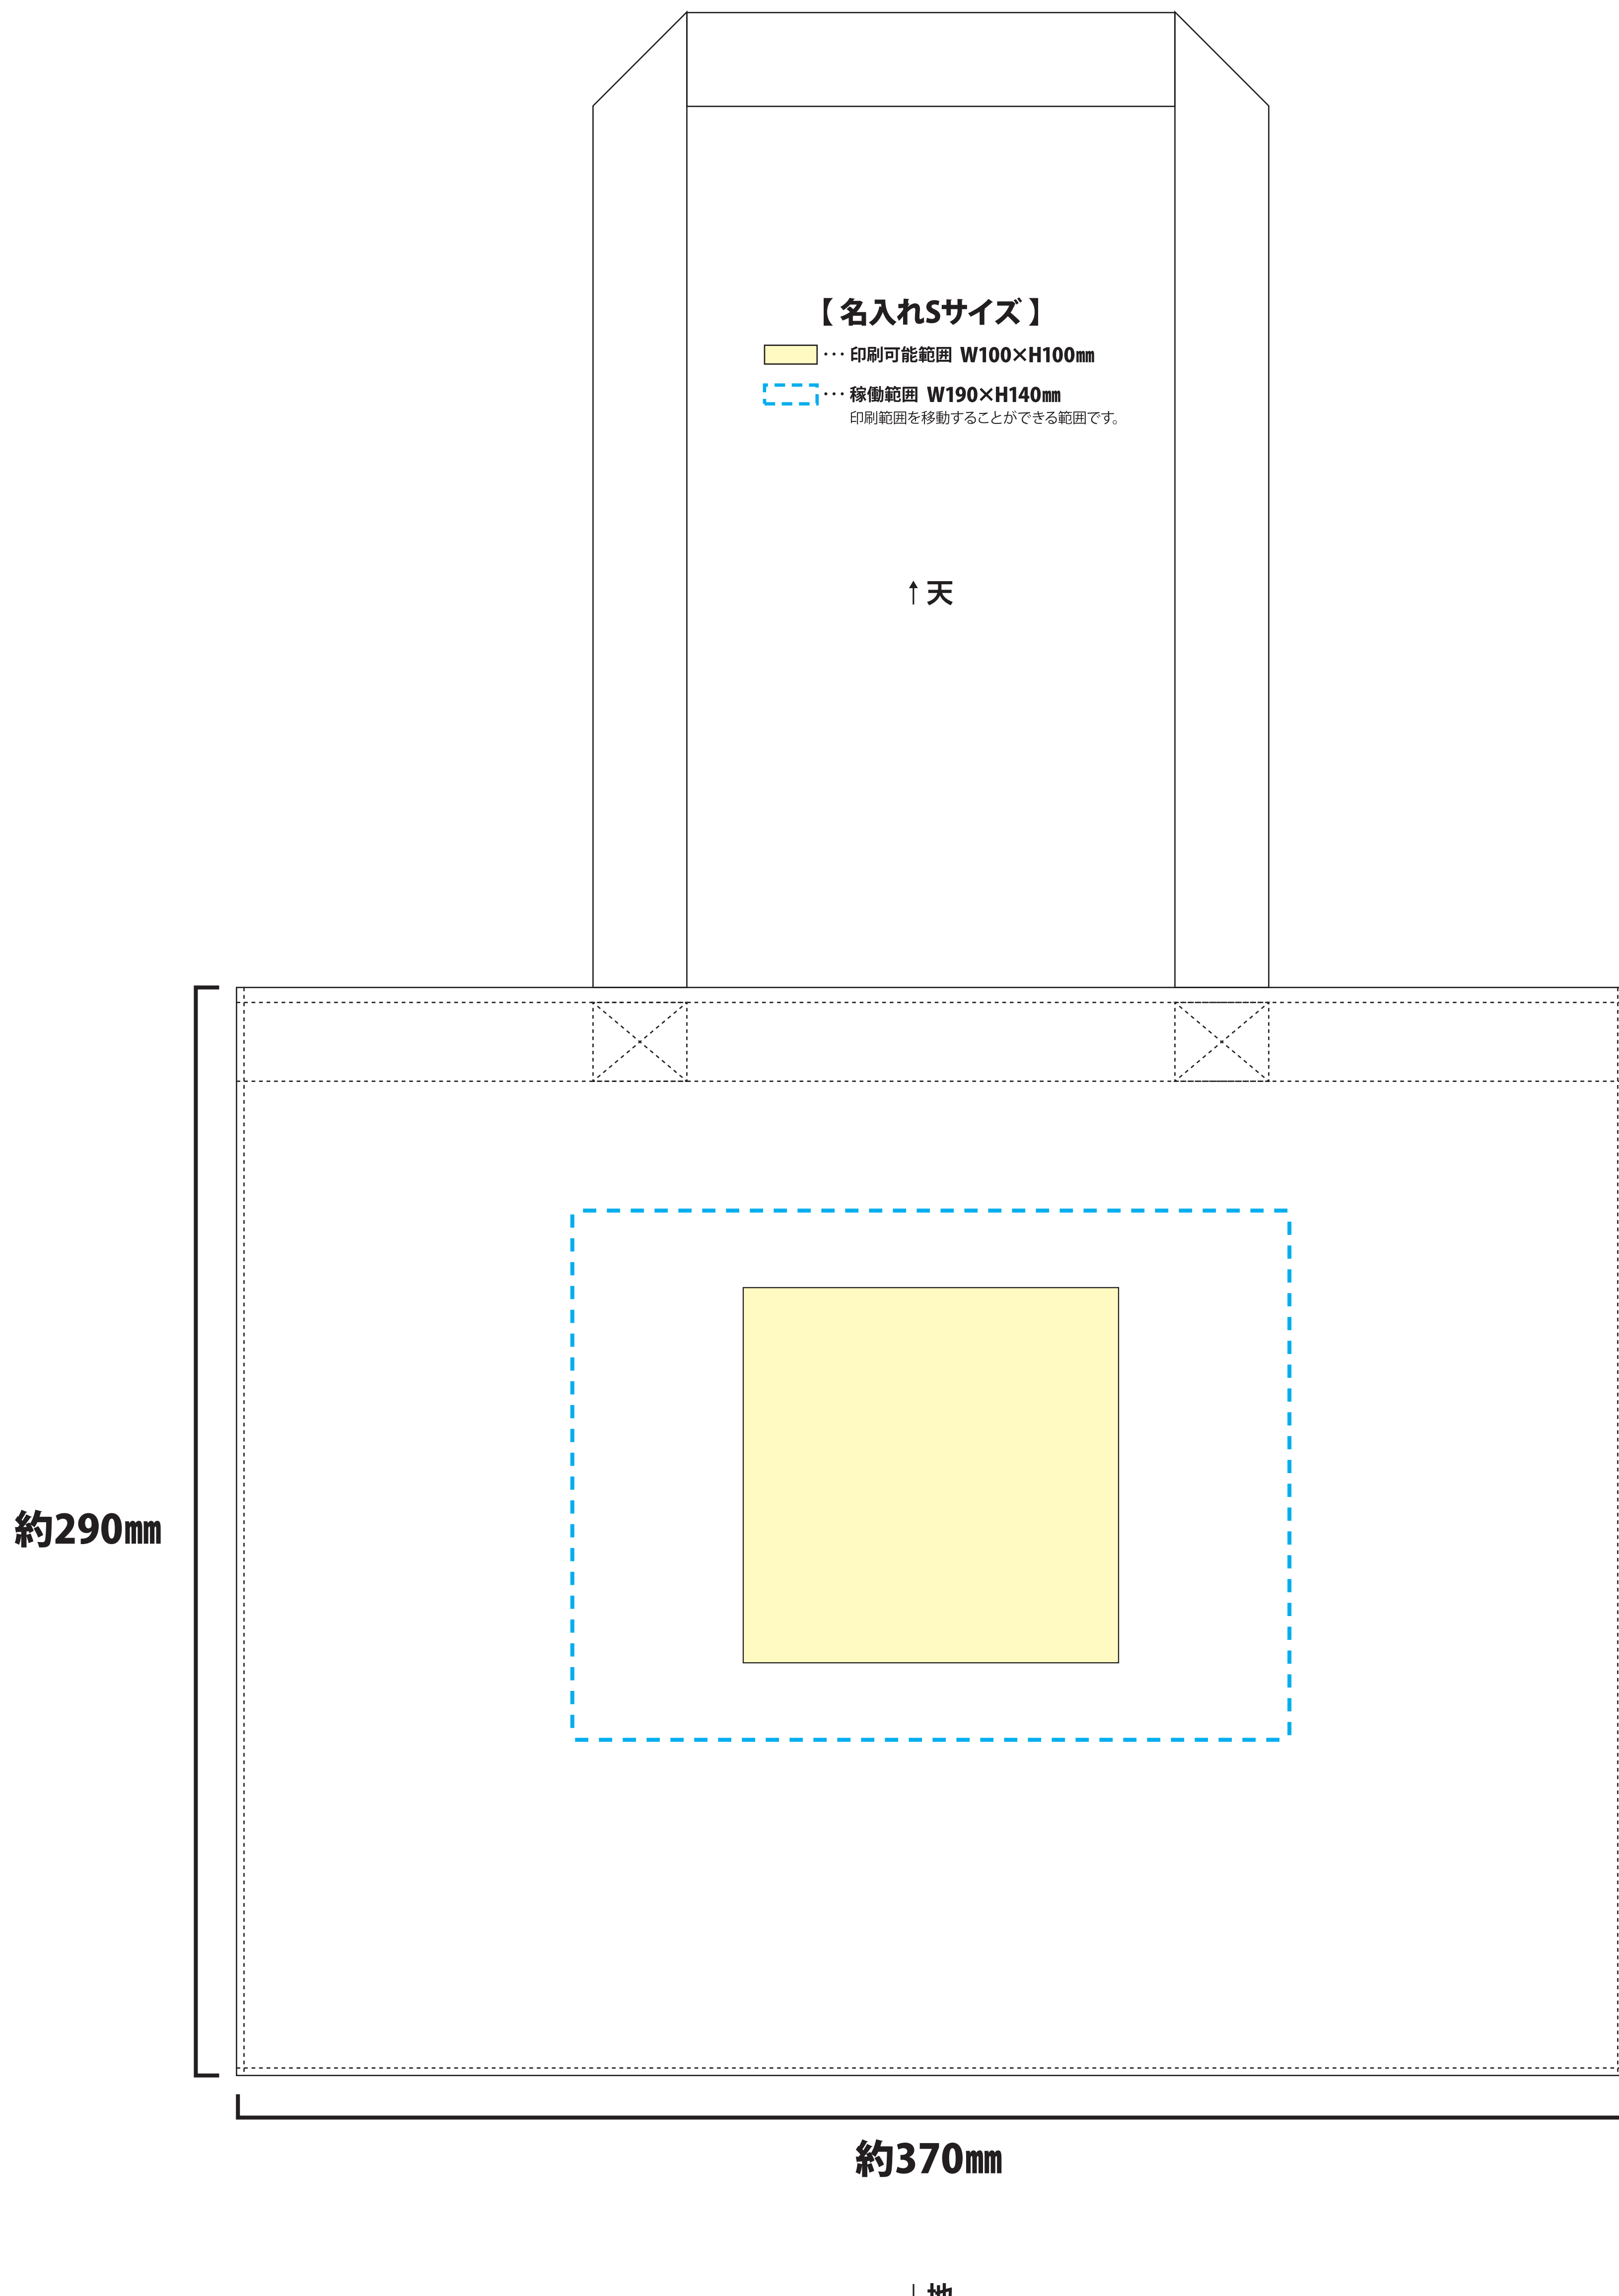 【 名入れSサイズ 】
･･･ 印刷可能範囲 W100×H100㎜
･･･ 稼働範囲 W190×H140㎜
印刷範囲を移動することができる範囲です。
↑ 天
約290㎜
約370㎜
地